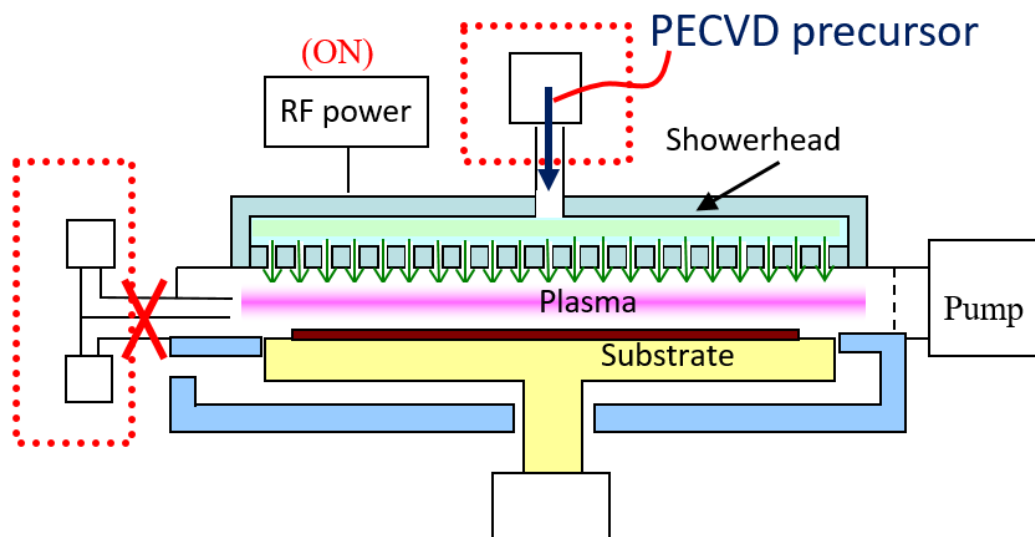 PECVD precursor
(ON)
RF power
Showerhead
Plasma
Pump
Substrate